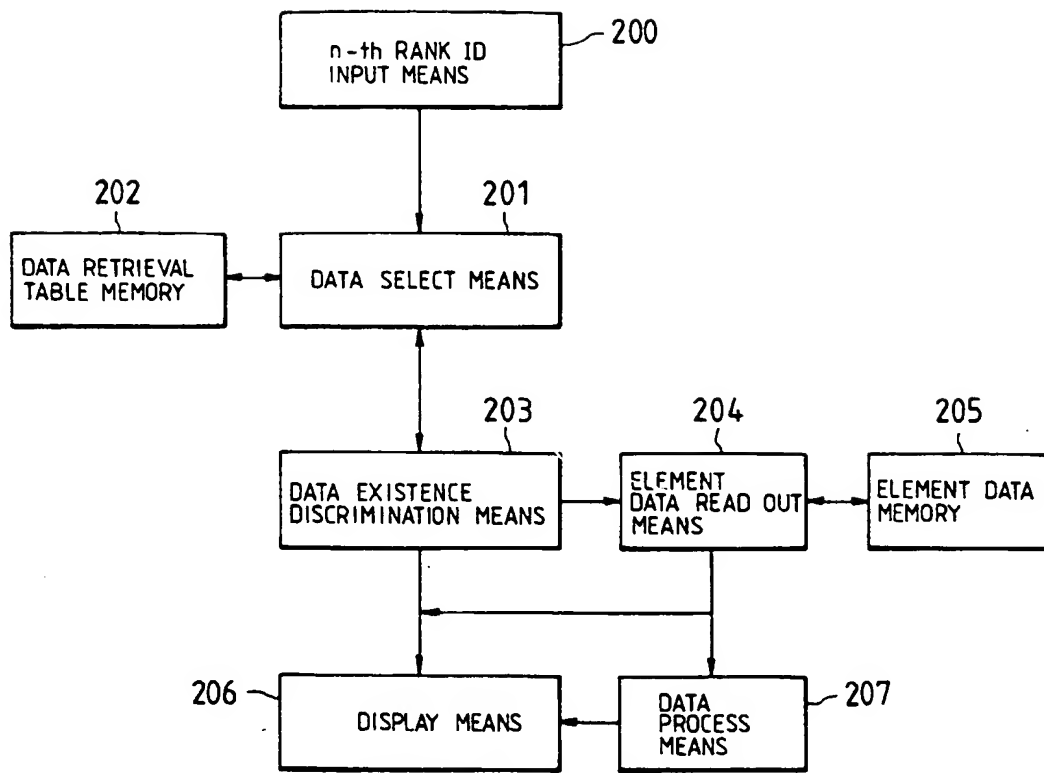 200
n-th RANK ID
INPUT MEANS
202
201
DATA RETRIEVAL
TABLE MEMORY
DATA SELECT MEANS
203
204
205
DATA EXISTENCE
DISCRIMINATION MEANS
ELEMENT
DATA READ OUT
MEANS
ELEMENT DATA
MEMORY
206
DISPLAY MEANS
DATA
PROCESS
MEANS
207